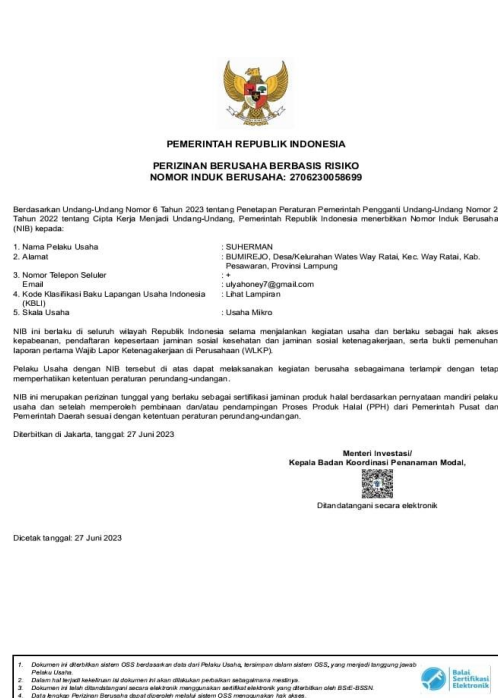 PEMERINTAH REPUBLIK INDONESIA
PERIZINAN BERUSAHA BERBASIS RISIKO
NOMOR INDUK BERUSAHA: 2706230058699
Berdasarkan Undang-Undang Nomor 6 Tahun 2023 tentang Penetapan Peraturan Pemerintah Pengganti Undang-Undang Nomor 2
Tahun 2022 tentang Cipta Kerja Menjadi Undang-Undang, Pemerintah Republik Indonesia menerbitkan Nomor Induk Berusaha
(NIB) kepada:
1. Nama Pelaku Usaha : SUHERMAN
2. Alamat : BUMIREJO, Desa/Kelurahan Wates Way Ratai, Kec. Way Ratai, Kab.
Pesawaran, Provinsi Lampung
3. Nomor Telepon Seluler : +
Email : ulyahoney7@gmail.com
4. Kode Klasifikasi Baku Lapangan Usaha Indonesia : Lihat Lampiran
(KBLI)
5. Skala Usaha : Usaha Mikro
NIB ini berlaku di seluruh wilayah Republik Indonesia selama menjalankan kegiatan usaha dan berlaku sebagai hak akses
kepabeanan, pendaftaran kepesertaan jaminan sosial kesehatan dan jaminan sosial ketenagakerjaan, serta bukti pemenuhan
laporan pertama Wajib Lapor Ketenagakerjaan di Perusahaan (WLKP).
Pelaku Usaha dengan NIB tersebut di atas dapat melaksanakan kegiatan berusaha sebagaimana terlampir dengan tetap
memperhatikan ketentuan peraturan perundang-undangan.
NIB ini merupakan perizinan tunggal yang berlaku sebagai sertifikasi jaminan produk halal berdasarkan pernyataan mandiri pelaku
usaha dan setelah memperoleh pembinaan dan/atau pendampingan Proses Produk Halal (PPH) dari Pemerintah Pusat dan
Pemerintah Daerah sesuai dengan ketentuan peraturan perundang-undangan.
Diterbitkan di Jakarta, tanggal: 27 Juni 2023
Menteri Investasi/
Kepala Badan Koordinasi Penanaman Modal,
Ditandatangani secara elektronik
Dicetak tanggal: 27 Juni 2023
1. Dokumen ini diterbitkan sistem OSS berdasarkan data dari Pelaku Usaha, tersimpan dalam sistem OSS, yang menjadi tanggung jawab
Pelaku Usaha.
2. Dalam hal terjadi kekeliruan isi dokumen ini akan dilakukan perbaikan sebagaimana mestinya.
3. Dokumen ini telah ditandatangani secara elektronik menggunakan sertifikat elektronik yang diterbitkan oleh BSrE-BSSN.
4. Data lengkap Perizinan Berusaha dapat diperoleh melalui sistem OSS menggunakan hak akses.
Balai
Sertifikasi
Elektronik